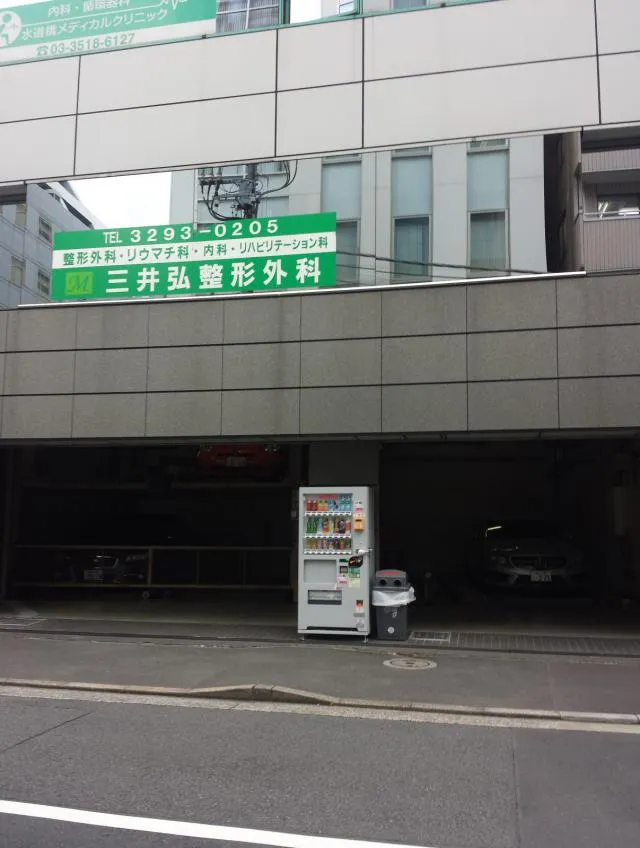 内科・循環器科
水道橋メディカルクリニック
☎03-3518-6127
TEL 3293-0205
整形外科・リウマチ科・内科・リハビリテーション科
M 三井弘整形外科